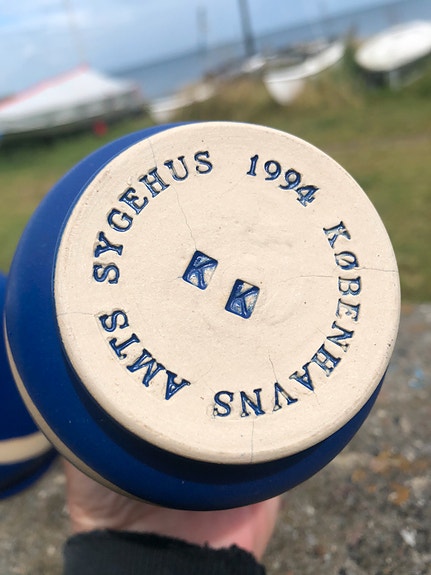 KØBENHAVNS AMTS SYGEHUS 1994
K K